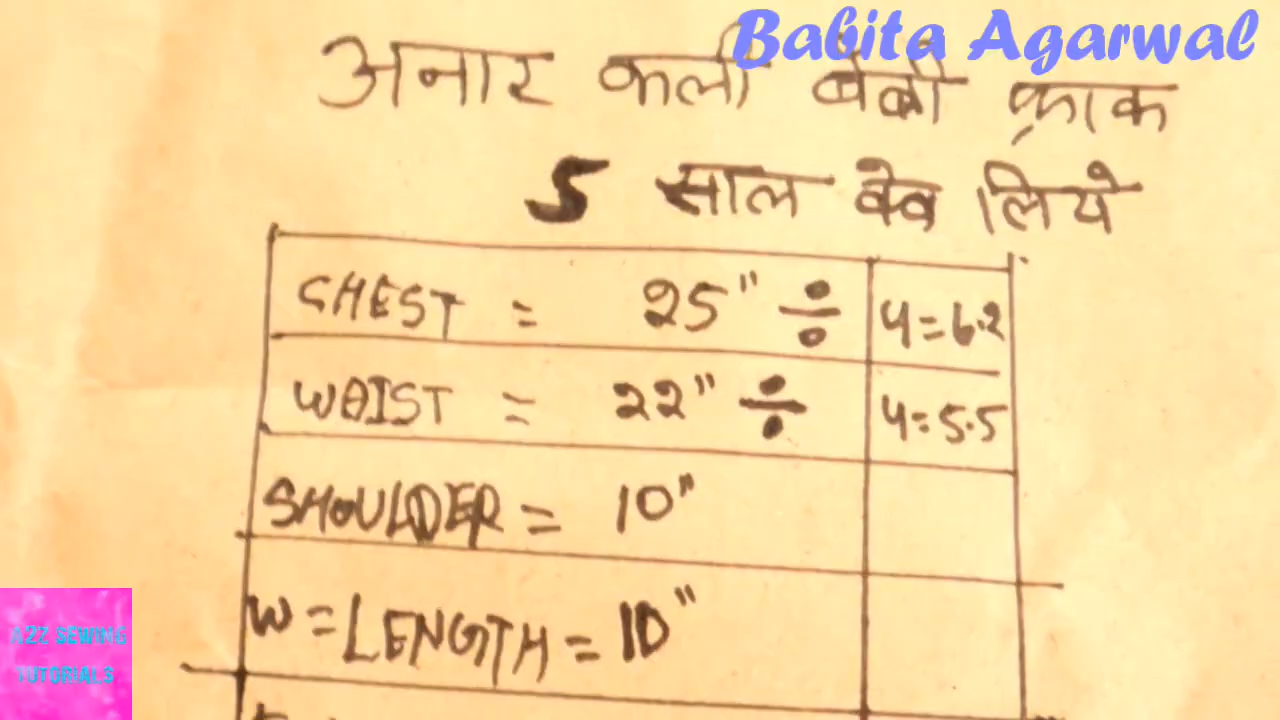 Babita Agarwal
अनार कली बेबी फ़्राक
5 साल के लिये
CHEST = 25" ÷ 4=6.2
WAIST = 22" ÷ 4=5.5
SHOULDER = 10"
W=LENGTH = 10"
A2Z SEWING
TUTORIALS